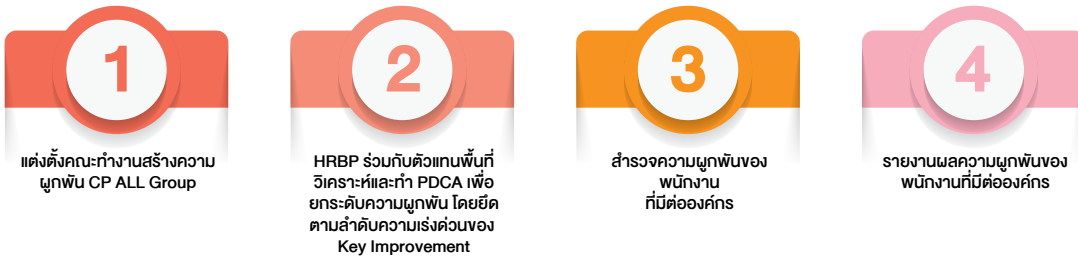 1
แต่งตั้งคณะทำงานสร้างความ
ผูกพัน CP ALL Group
2
HRBP ร่วมกับตัวแทนพื้นที่
วิเคราะห์และทำ PDCA เพื่อ
ยกระดับความผูกพัน โดยยึด
ตามลำดับความเร่งด่วนของ
Key Improvement
3
สำรวจความผูกพันของ
พนักงาน
ที่มีต่อองค์กร
4
รายงานผลความผูกพันของ
พนักงานที่มีต่อองค์กร